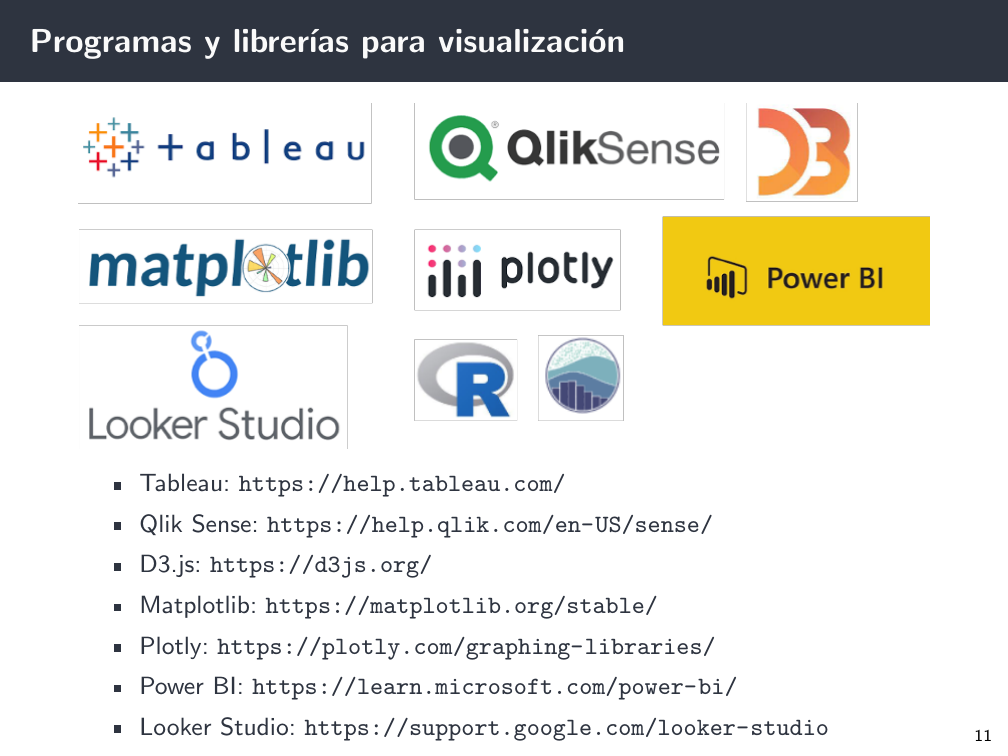 Programas y librerías para visualización
tableau
QlikSense
D3
matplotlib
plotly
Power BI
Looker Studio
R
Tableau: https://help.tableau.com/
Qlik Sense: https://help.qlik.com/en-US/sense/
D3.js: https://d3js.org/
Matplotlib: https://matplotlib.org/stable/
Plotly: https://plotly.com/graphing-libraries/
Power BI: https://learn.microsoft.com/power-bi/
Looker Studio: https://support.google.com/looker-studio
11